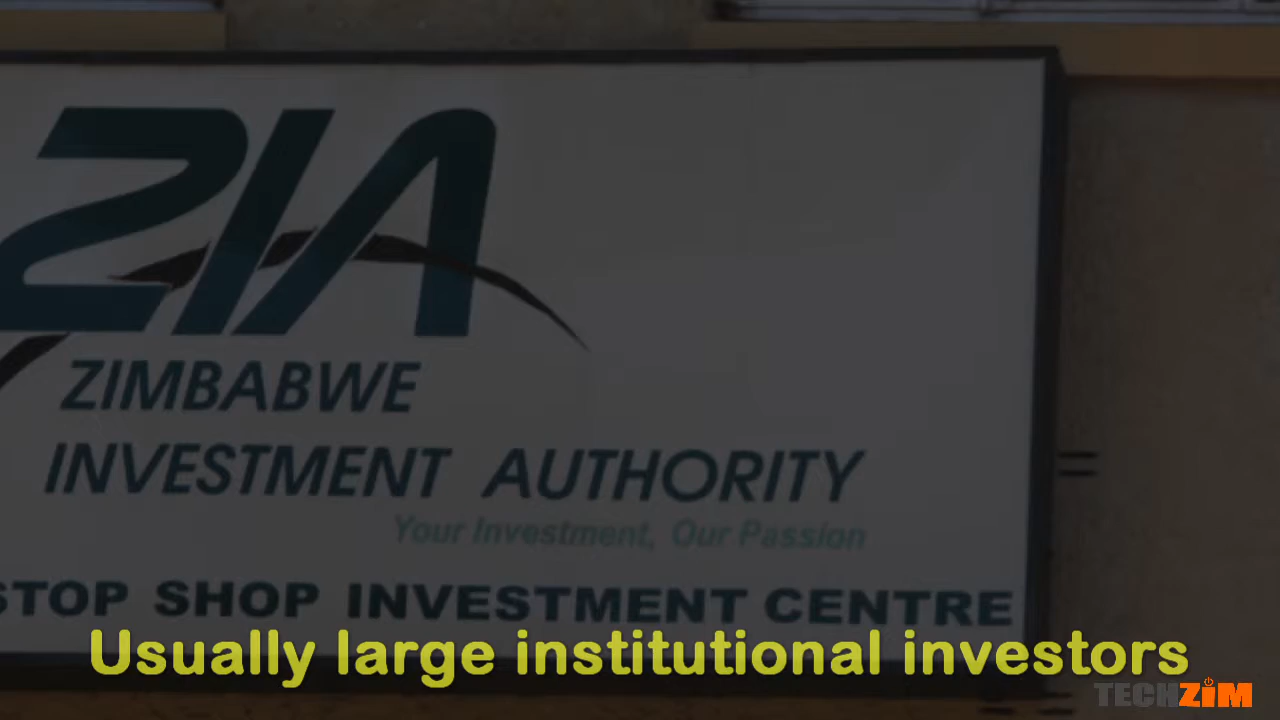 ZIA
ZIMBABWE
INVESTMENT AUTHORITY
Your Investment, Our Passion
STOP SHOP INVESTMENT CENTRE
Usually large institutional investors
TECHZiM